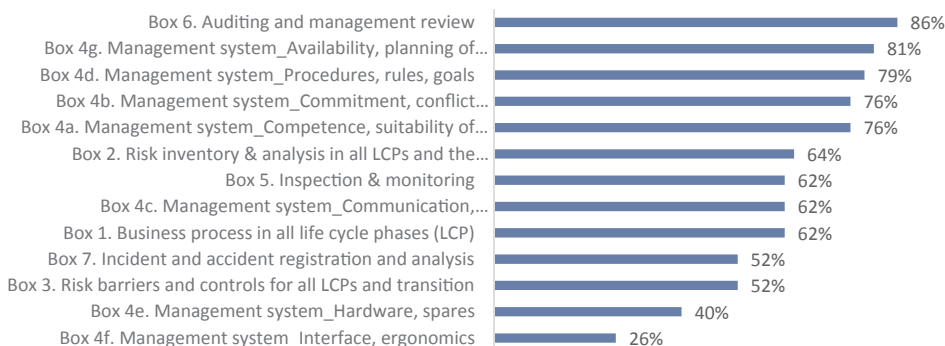 Box 6. Auditing and management review 86%
Box 4g. Management system_Availability, planning of… 81%
Box 4d. Management system_Procedures, rules, goals 79%
Box 4b. Management system_Commitment, conflict… 76%
Box 4a. Management system_Competence, suitability of… 76%
Box 2. Risk inventory & analysis in all LCPs and the… 64%
Box 5. Inspection & monitoring 62%
Box 4c. Management system_Communication,… 62%
Box 1. Business process in all life cycle phases (LCP) 62%
Box 7. Incident and accident registration and analysis 52%
Box 3. Risk barriers and controls for all LCPs and transition 52%
Box 4e. Management system_Hardware, spares 40%
Box 4f. Management system_Interface, ergonomics 26%